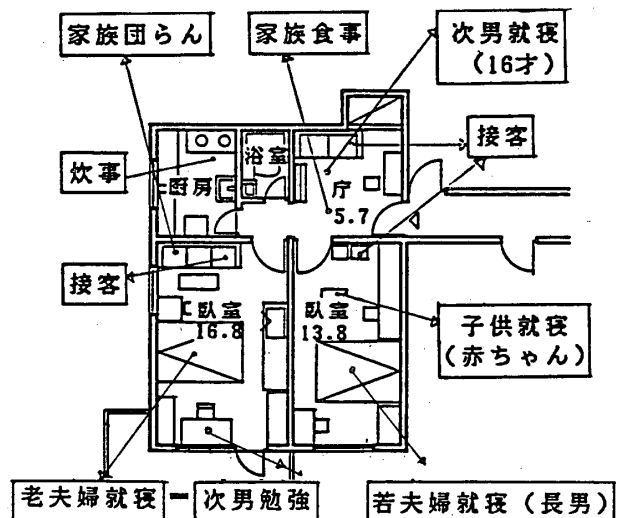 家族団らん
家族食事
次男就寝
（16才）
接客
炊事
厨房
浴室
庁
5.7
接客
臥室
16.8
臥室
13.8
子供就寝
（赤ちゃん）
老夫婦就寝
次男勉強
若夫婦就寝（長男）